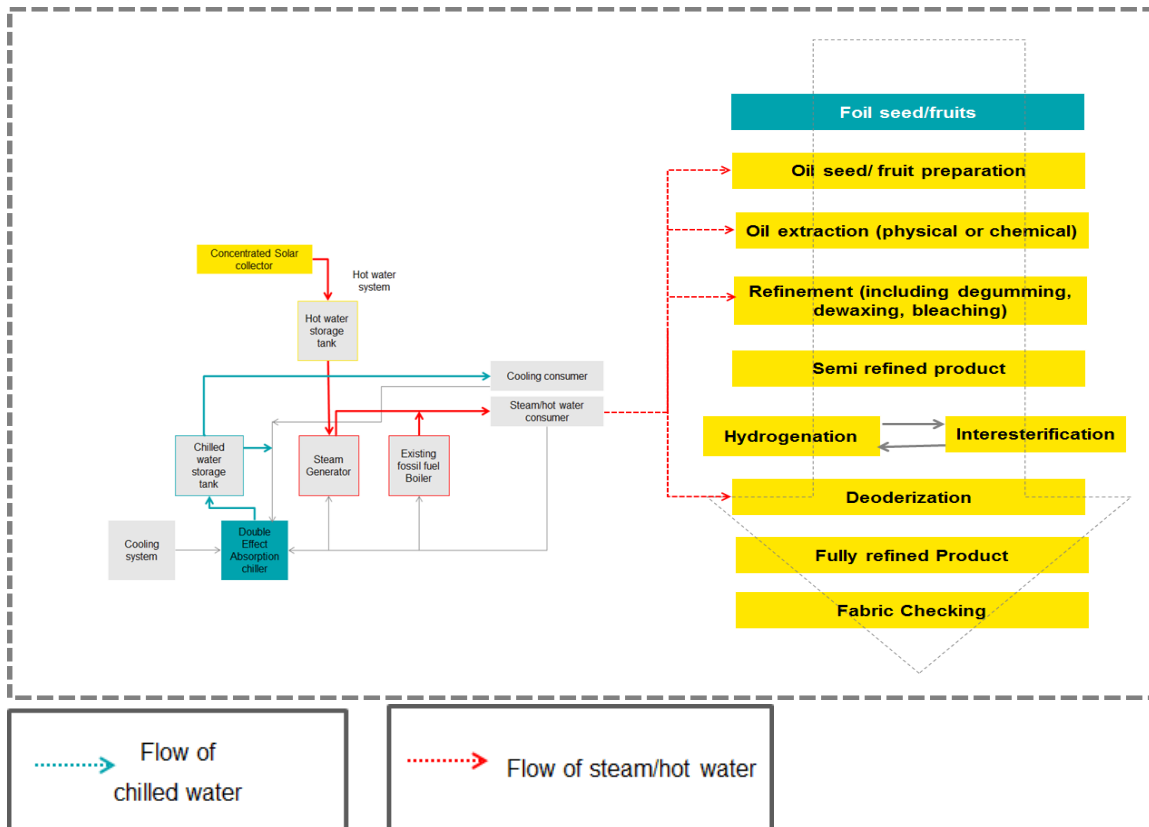 Foil seed/fruits
Oil seed/ fruit preparation
Oil extraction (physical or chemical)
Refinement (including degumming,
dewaxing, bleaching)
Semi refined product
Hydrogenation
Interesterification
Deoderization
Fully refined Product
Fabric Checking
Concentrated Solar
collector
Hot water
system
Hot water
storage
tank
Cooling consumer
Steam/hot water
consumer
Chilled
water
storage
tank
Steam
Generator
Existing
fossil fuel
Boiler
Cooling
system
Double
Effect
Absorption
chiller
Flow of
chilled water
Flow of steam/hot water